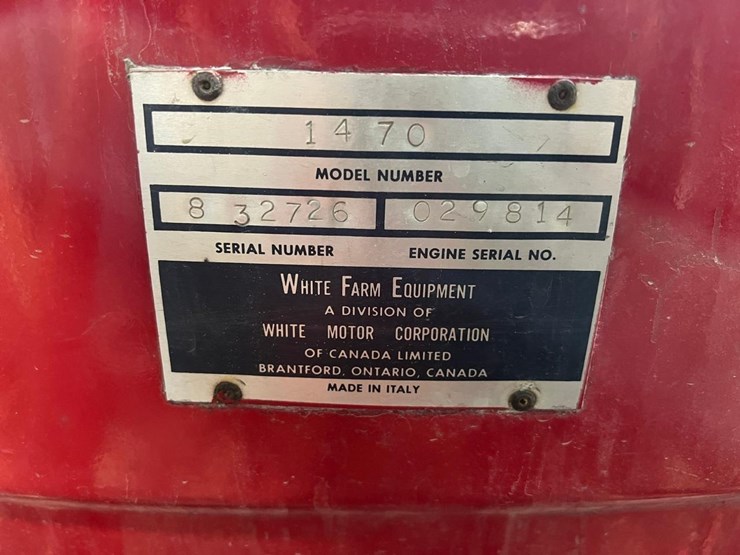 1470
MODEL NUMBER
8 32726 029814
SERIAL NUMBER ENGINE SERIAL NO.
WHITE FARM EQUIPMENT
A DIVISION OF
WHITE MOTOR CORPORATION
OF CANADA LIMITED
BRANTFORD, ONTARIO, CANADA
MADE IN ITALY